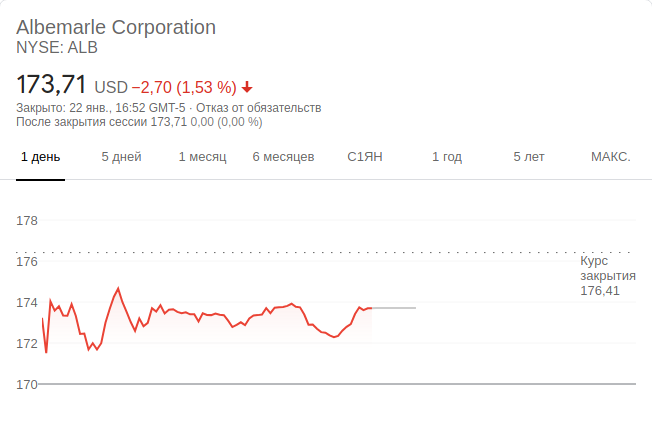 Albemarle Corporation
NYSE: ALB
173,71 USD −2,70 (1,53 %)
Закрыто: 22 янв., 16:52 GMT-5 · Отказ от обязательств
После закрытия сессии 173,71 0,00 (0,00 %)
1 день 5 дней 1 месяц 6 месяцев С1ЯН 1 год 5 лет МАКС.
178
176
Курс
закрытия
176,41
174
172
170